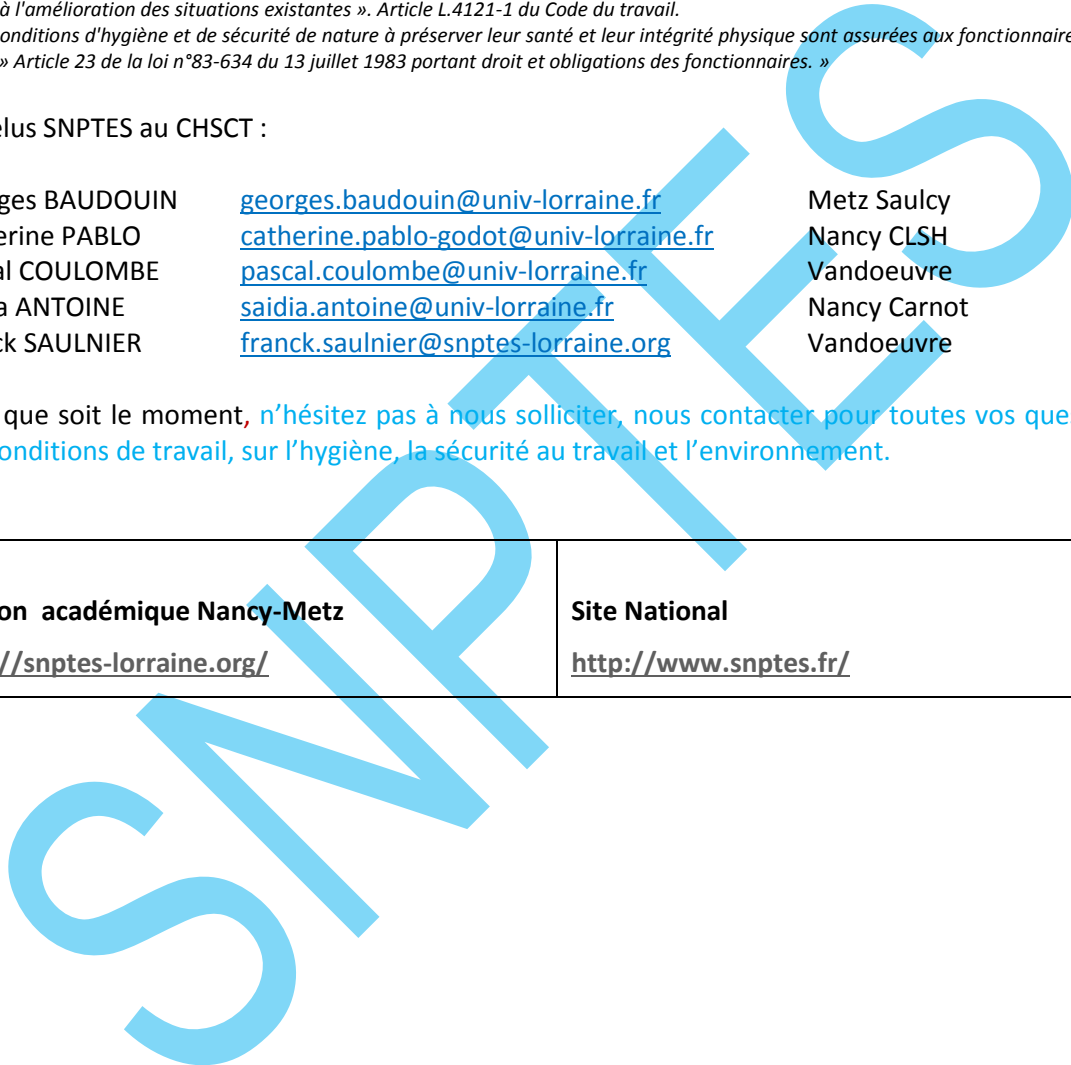 à l'amélioration des situations existantes ». Article L.4121-1 du Code du travail.
onditions d'hygiène et de sécurité de nature à préserver leur santé et leur intégrité physique sont assurées aux fonctionnaire
» Article 23 de la loi n°83-634 du 13 juillet 1983 portant droit et obligations des fonctionnaires. »
elus SNPTES au CHSCT :
ges BAUDOUIN georges.baudouin@univ-lorraine.fr Metz Saulcy
erine PABLO catherine.pablo-godot@univ-lorraine.fr Nancy CLSH
al COULOMBE pascal.coulombe@univ-lorraine.fr Vandoeuvre
a ANTOINE saidia.antoine@univ-lorraine.fr Nancy Carnot
ck SAULNIER franck.saulnier@snptes-lorraine.org Vandoeuvre
que soit le moment, n'hésitez pas à nous solliciter, nous contacter pour toutes vos que
onditions de travail, sur l'hygiène, la sécurité au travail et l'environnement.
on académique Nancy-Metz Site National
//snptes-lorraine.org/ http://www.snptes.fr/
SNPTES